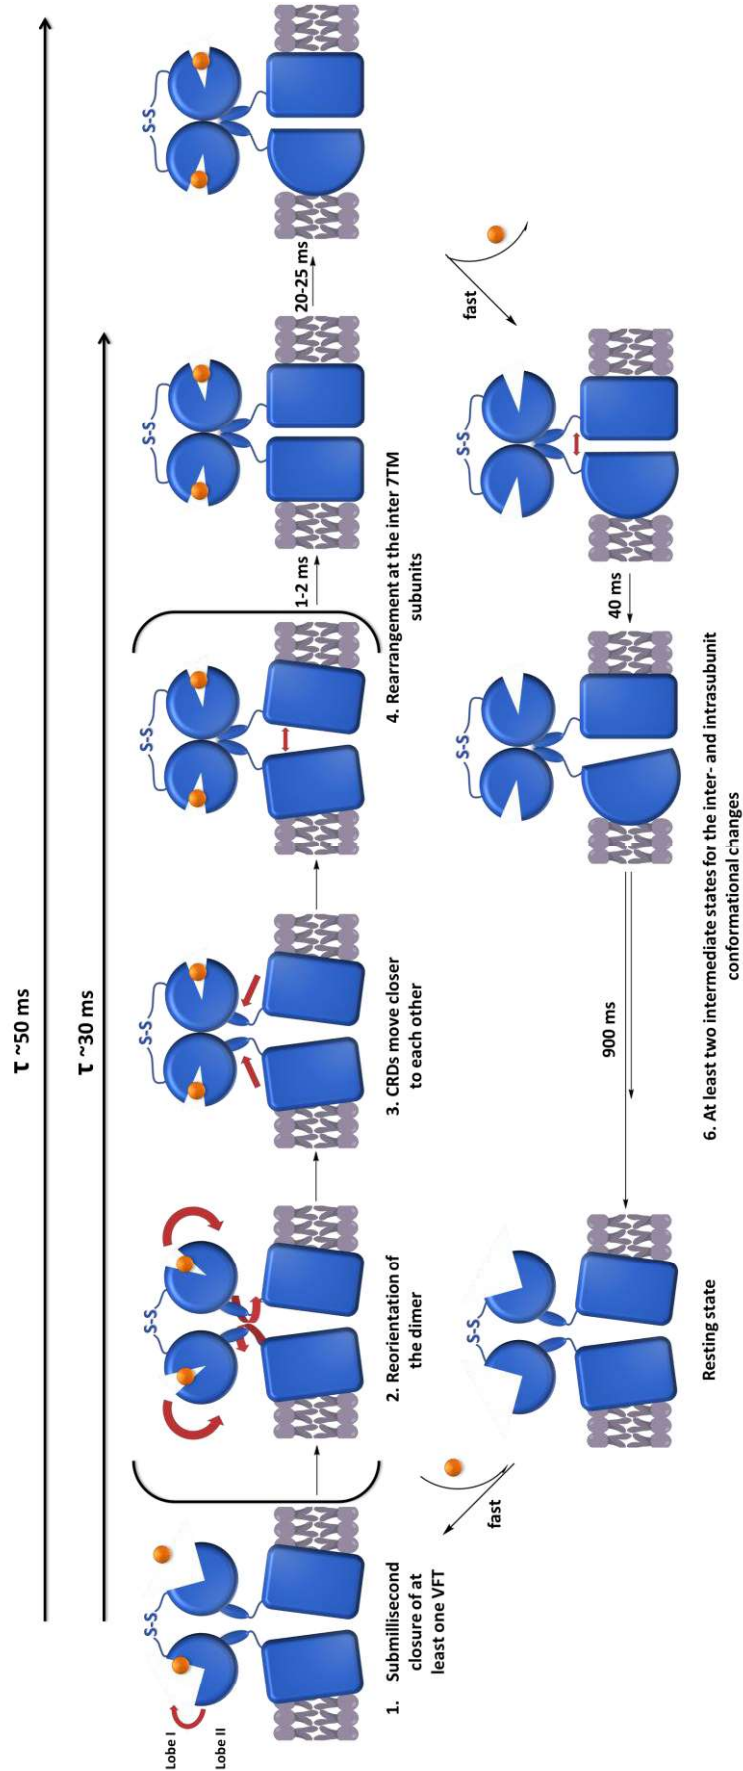 τ ~50 ms
τ ~30 ms
S-S
S-S
S-S
S-S
S-S
S-S
Lobe I
Lobe II
1-2 ms
20-25 ms
1. Submillisecond
closure of at
least one VFT
2. Reorientation of
the dimer
3. CRDs move closer
to each other
4. Rearrangement at the inter 7TM
subunits
fast
fast
S-S
S-S
S-S
900 ms
40 ms
Resting state
6. At least two intermediate states for the inter- and intrasubunit
conformational changes